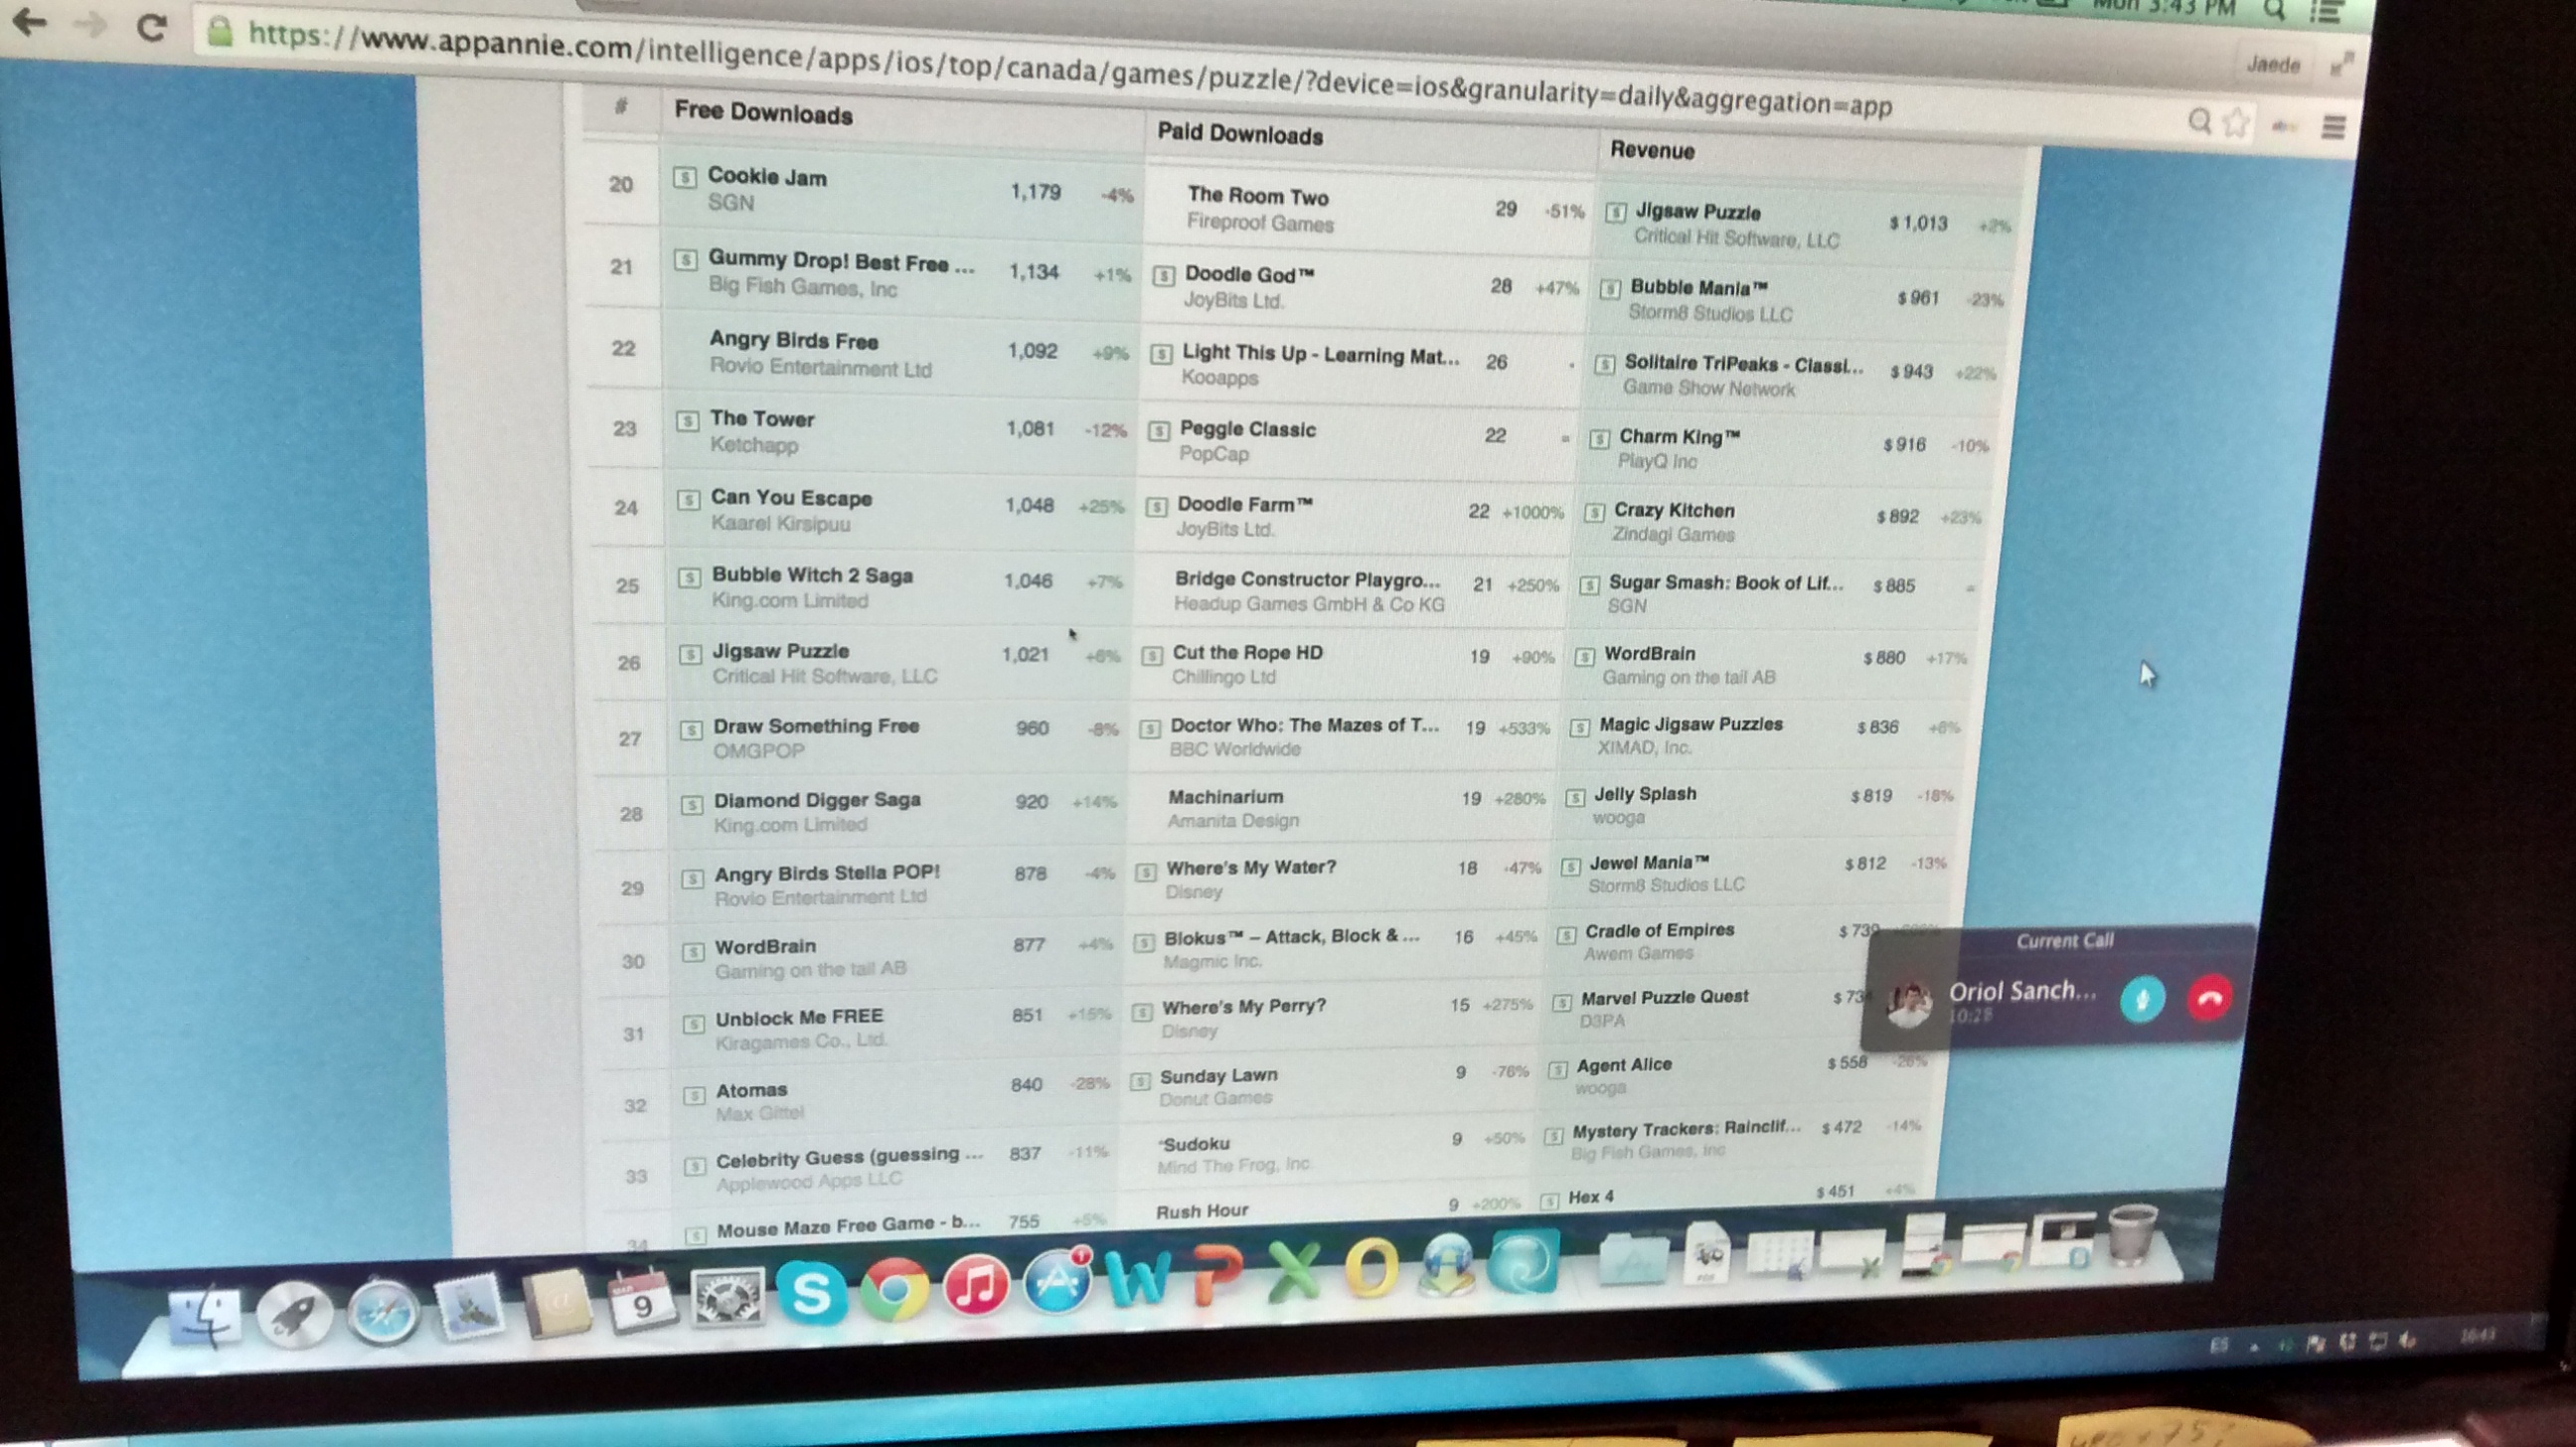 Mon 3:43 PM
Jaede
https://www.appannie.com/intelligence/apps/ios/top/canada/games/puzzle/?device=ios&granularity=daily&aggregation=app
# Free Downloads Paid Downloads Revenue
20 Cookie Jam 1,179 -4% The Room Two 29 -51% Jigsaw Puzzle $1,013 +2%
SGN Fireproof Games Critical Hit Software, LLC
21 Gummy Drop! Best Free ... 1,134 +1% Doodle God™ 28 +47% Bubble Mania™ $961 -23%
Big Fish Games, Inc JoyBits Ltd. Storm8 Studios LLC
22 Angry Birds Free 1,092 +9% Light This Up - Learning Mat... 26 Solitaire TriPeaks - Classi... $943 +22%
Rovio Entertainment Ltd Kooapps Game Show Network
23 The Tower 1,081 -12% Peggle Classic 22 = Charm King™ $916 -10%
Ketchapp PopCap PlayQ Inc
24 Can You Escape 1,048 +25% Doodle Farm™ 22 +1000% Crazy Kitchen $892 +23%
Kaarel Kirsipuu JoyBits Ltd. Zindagi Games
25 Bubble Witch 2 Saga 1,046 +7% Bridge Constructor Playgro... 21 +250% Sugar Smash: Book of Lif... $885 =
King.com Limited Headup Games GmbH & Co KG SGN
26 Jigsaw Puzzle 1,021 +6% Cut the Rope HD 19 +90% WordBrain $880 +17%
Critical Hit Software, LLC Chillingo Ltd Gaming on the tail AB
27 Draw Something Free 960 -8% Doctor Who: The Mazes of T... 19 +533% Magic Jigsaw Puzzles $836 +6%
OMGPOP BBC Worldwide XIMAD, Inc.
28 Diamond Digger Saga 920 +14% Machinarium 19 +280% Jelly Splash $819 -18%
King.com Limited Amanita Design wooga
29 Angry Birds Stella POP! 878 -4% Where's My Water? 18 -47% Jewel Mania™ $812 -13%
Rovio Entertainment Ltd Disney Storm8 Studios LLC
30 WordBrain 877 +4% Blokus™ – Attack, Block & ... 16 +45% Cradle of Empires $739
Gaming on the tail AB Magmic Inc. Awem Games
31 Unblock Me FREE 851 +15% Where's My Perry? 15 +275% Marvel Puzzle Quest $73
Kiragames Co., Ltd. Disney D3PA
Current Call
Oriol Sanch...
10:28
32 Atomas 840 -28% Sunday Lawn 9 -76% Agent Alice $558 -26%
Max Gittel Donut Games wooga
33 Celebrity Guess (guessing ... 837 -11% *Sudoku 9 +50% Mystery Trackers: Rainclif... $472 -14%
Applewood Apps LLC Mind The Frog, Inc. Big Fish Games, Inc
34 Mouse Maze Free Game - b... 755 +5% Rush Hour 9 +200% Hex 4 $451 +4%
9
1
PDF
ES 16:43